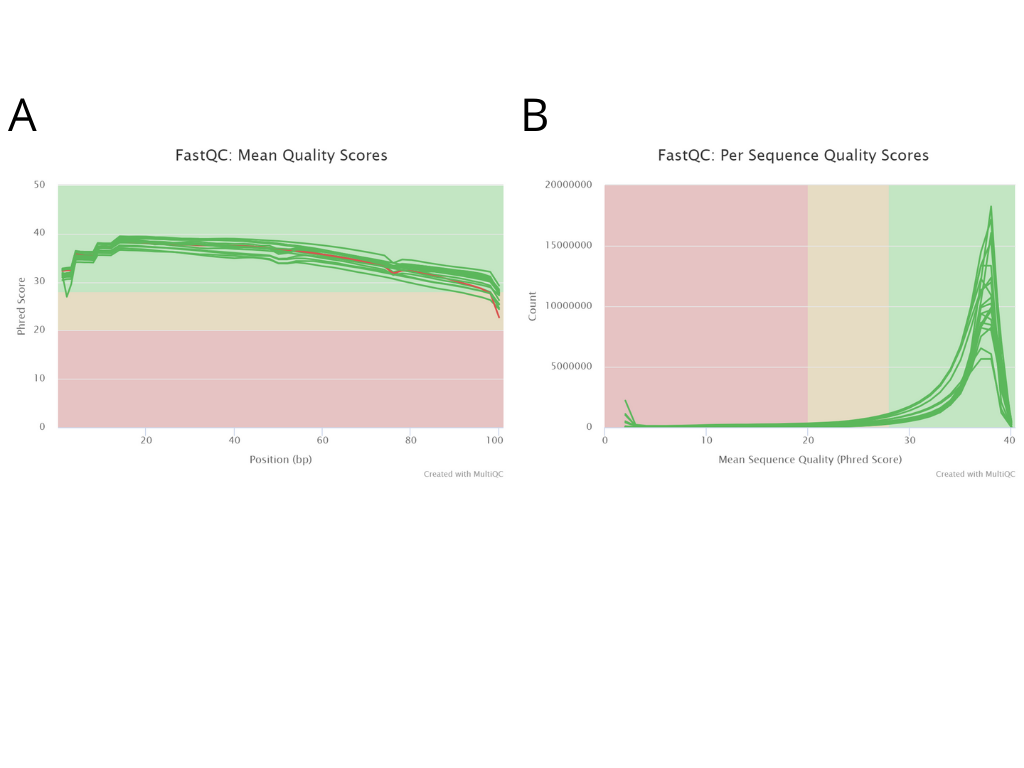 A
FastQC: Mean Quality Scores
50
40
30
20
10
0
Phred Score
20
40
60
80
100
Position (bp)
Created with MultiQC
B
FastQC: Per Sequence Quality Scores
20000000
15000000
10000000
5000000
0
Count
0
10
20
30
40
Mean Sequence Quality (Phred Score)
Created with MultiQC